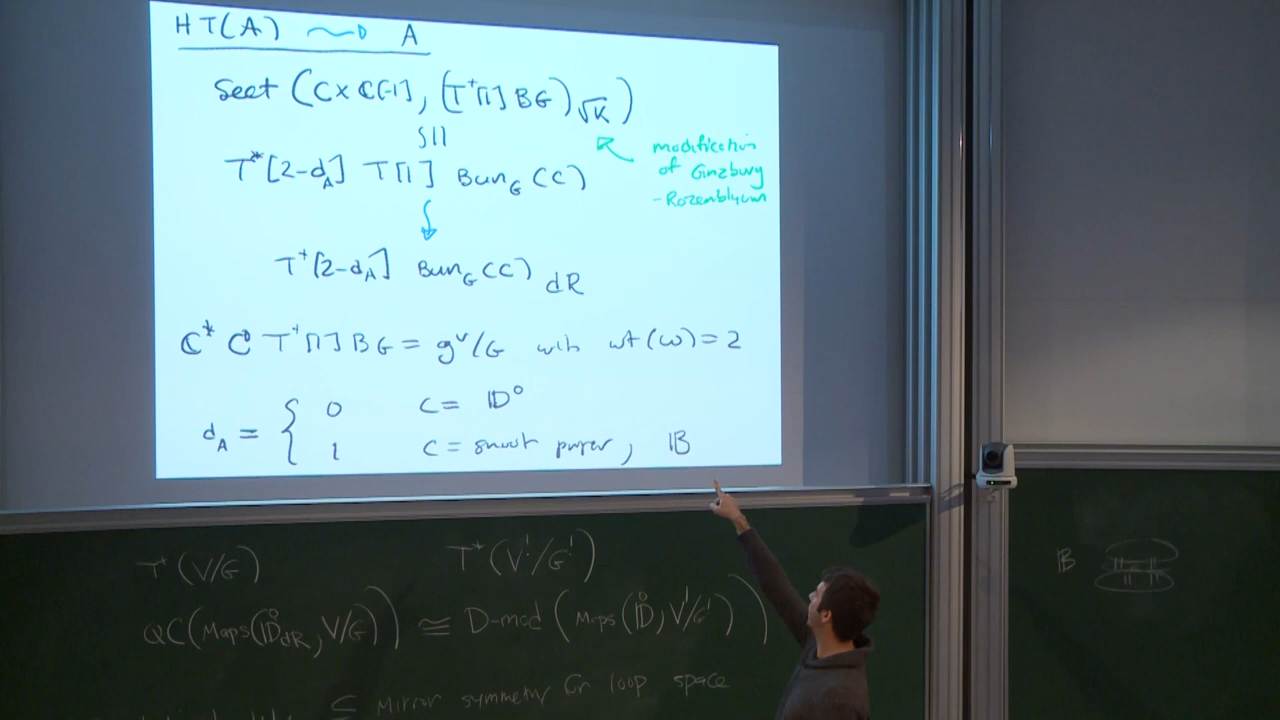 HT(A) ⇝ A
Sect (C × C[-1], (T*[1] BG)_√K)
S11
modification
of Ginzburg
- Rozenblyum
T*[2-d_A] T[1] Bun_G(C)
T*[2-d_A] Bun_G(C)_dR
ℂ* ↻ T*[1] BG = g^∨/G with wt(ω) = 2
d_A = { 0 C = 𝔻°
1 C = smooth proper, 𝔹
T*(V/G) T*(V^!/G^!)
QC(Maps(𝔻°_dR, V/G)) ≅ D-mod (Maps(𝔻°, V^!/G^!))
⊆ Mirror symmetry for loop space
𝔹